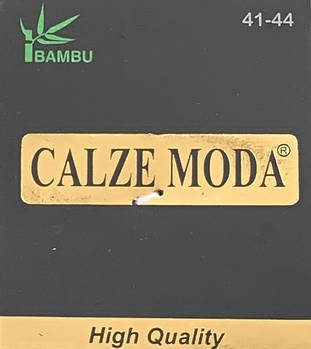 41-44
BAMBU
CALZE MODA®
High Quality